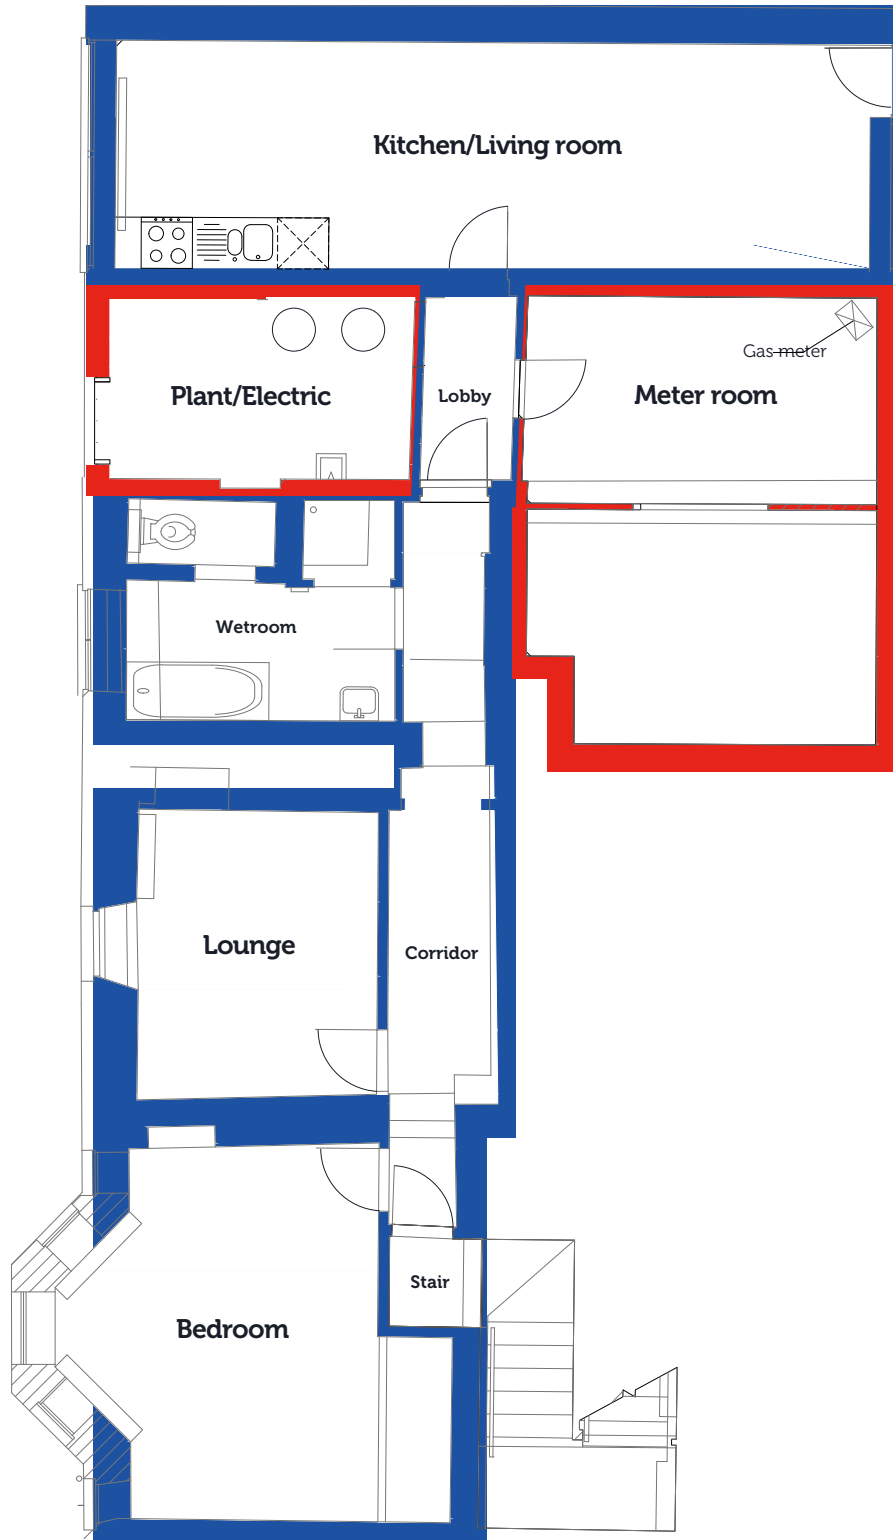 Kitchen/Living room
Gas meter
Plant/Electric
Lobby
Meter room
Wetroom
Lounge
Corridor
Stair
Bedroom